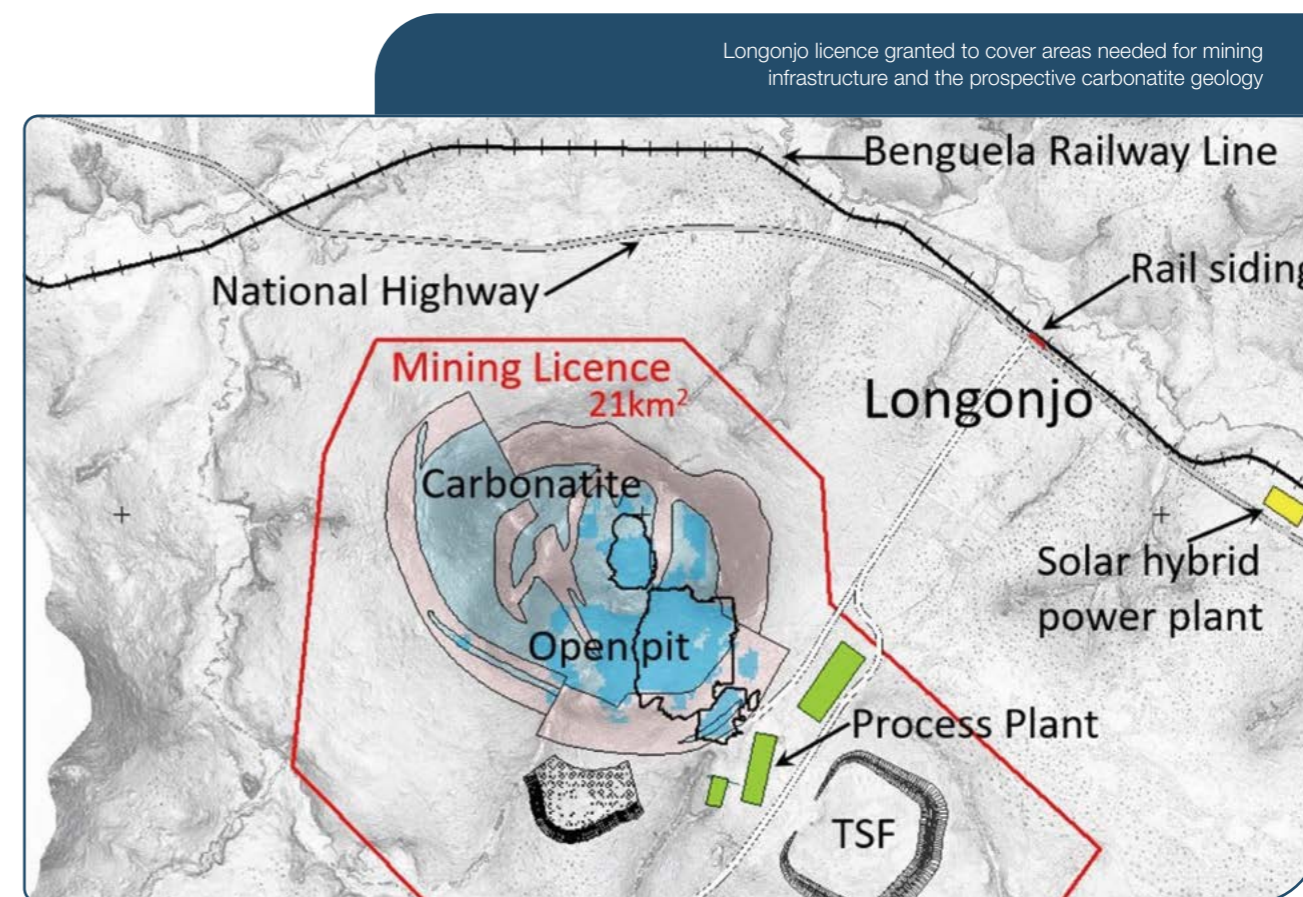 Longonjo licence granted to cover areas needed for mining
infrastructure and the prospective carbonatite geology
Benguela Railway Line
National Highway
Rail siding
Mining Licence
21km²
Longonjo
Carbonatite
Solar hybrid
power plant
Open pit
Process Plant
TSF